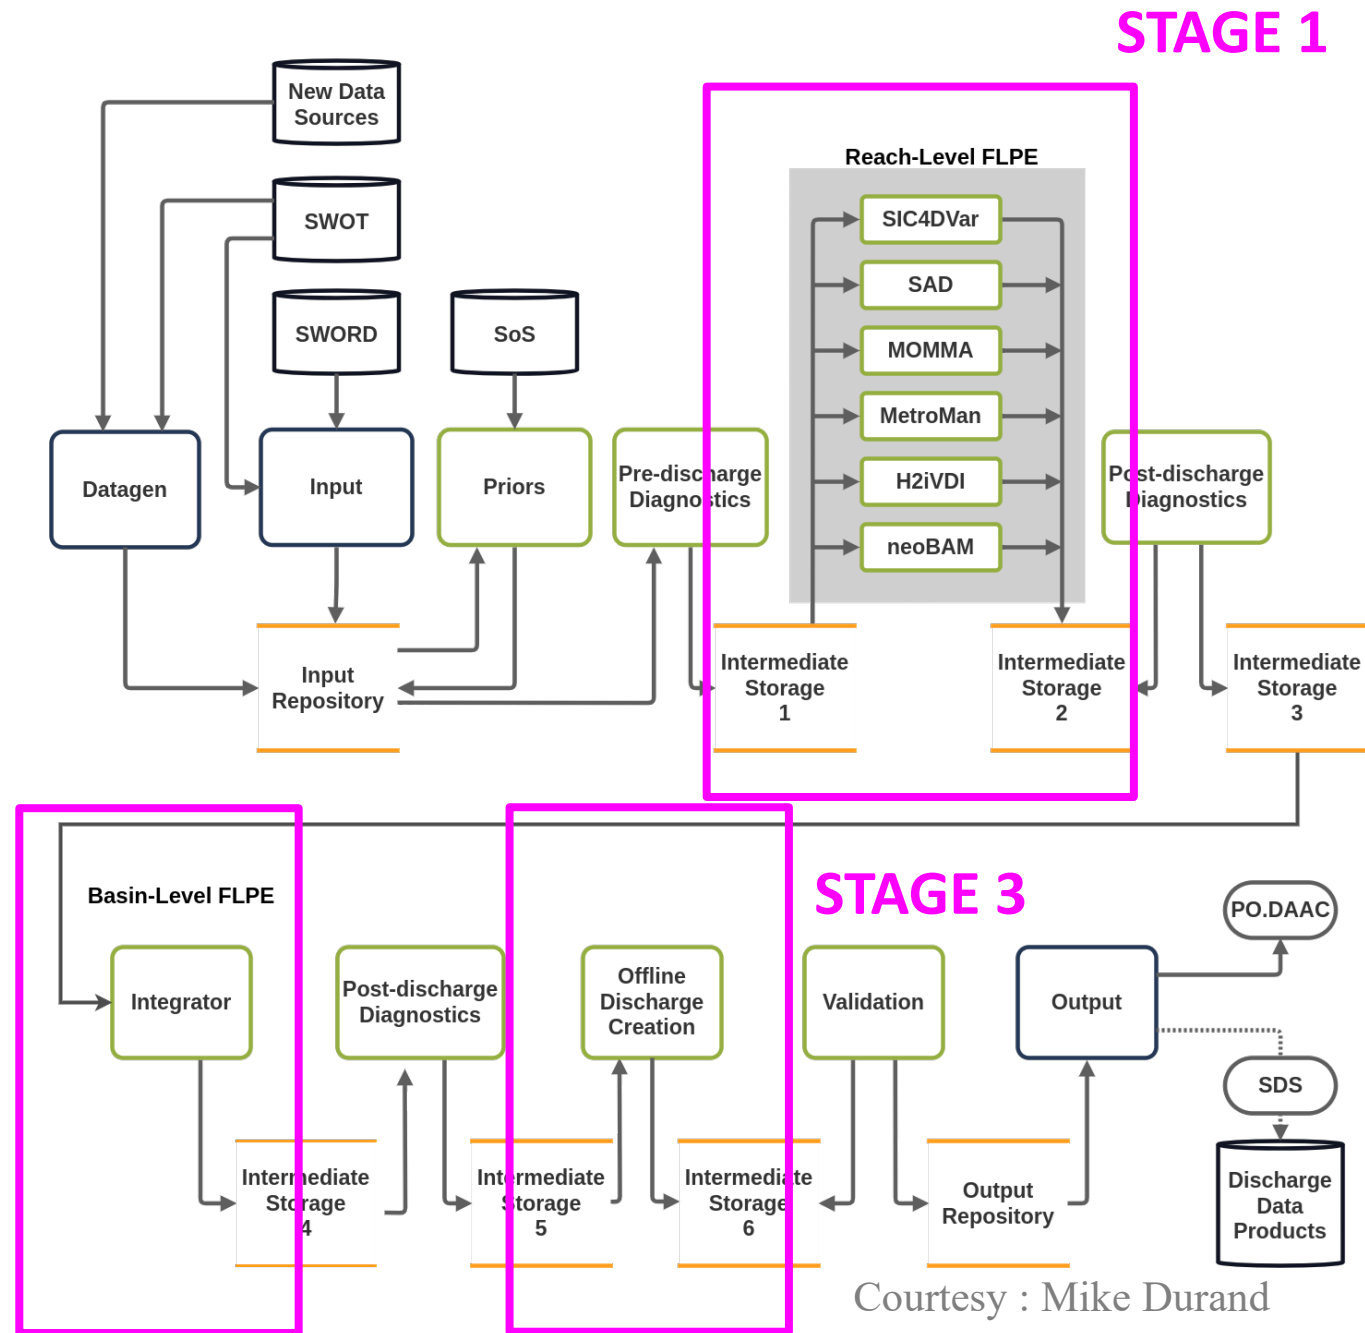 STAGE 1
New Data
Sources
SWOT
SWORD
SoS
Reach-Level FLPE
SIC4DVar
SAD
MOMMA
MetroMan
H2iVDI
neoBAM
Datagen
Input
Priors
Pre-discharge
Diagnostics
Post-discharge
Diagnostics
Input
Repository
Intermediate
Storage
1
Intermediate
Storage
2
Intermediate
Storage
3
Basin-Level FLPE
STAGE 3
PO.DAAC
Integrator
Post-discharge
Diagnostics
Offline
Discharge
Creation
Validation
Output
SDS
Intermediate
Storage
4
Intermediate
Storage
5
Intermediate
Storage
6
Output
Repository
Discharge
Data
Products
Courtesy : Mike Durand